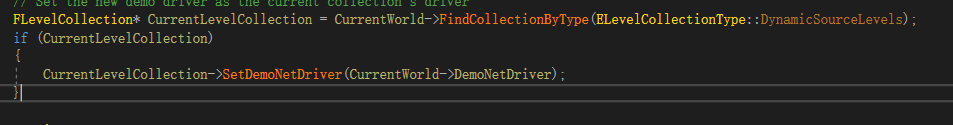 // Set the new demo driver as the current collection's driver
FLevelCollection* CurrentLevelCollection = CurrentWorld->FindCollectionByType(ELevelCollectionType::DynamicSourceLevels);
if (CurrentLevelCollection)
{
CurrentLevelCollection->SetDemoNetDriver(CurrentWorld->DemoNetDriver);
}